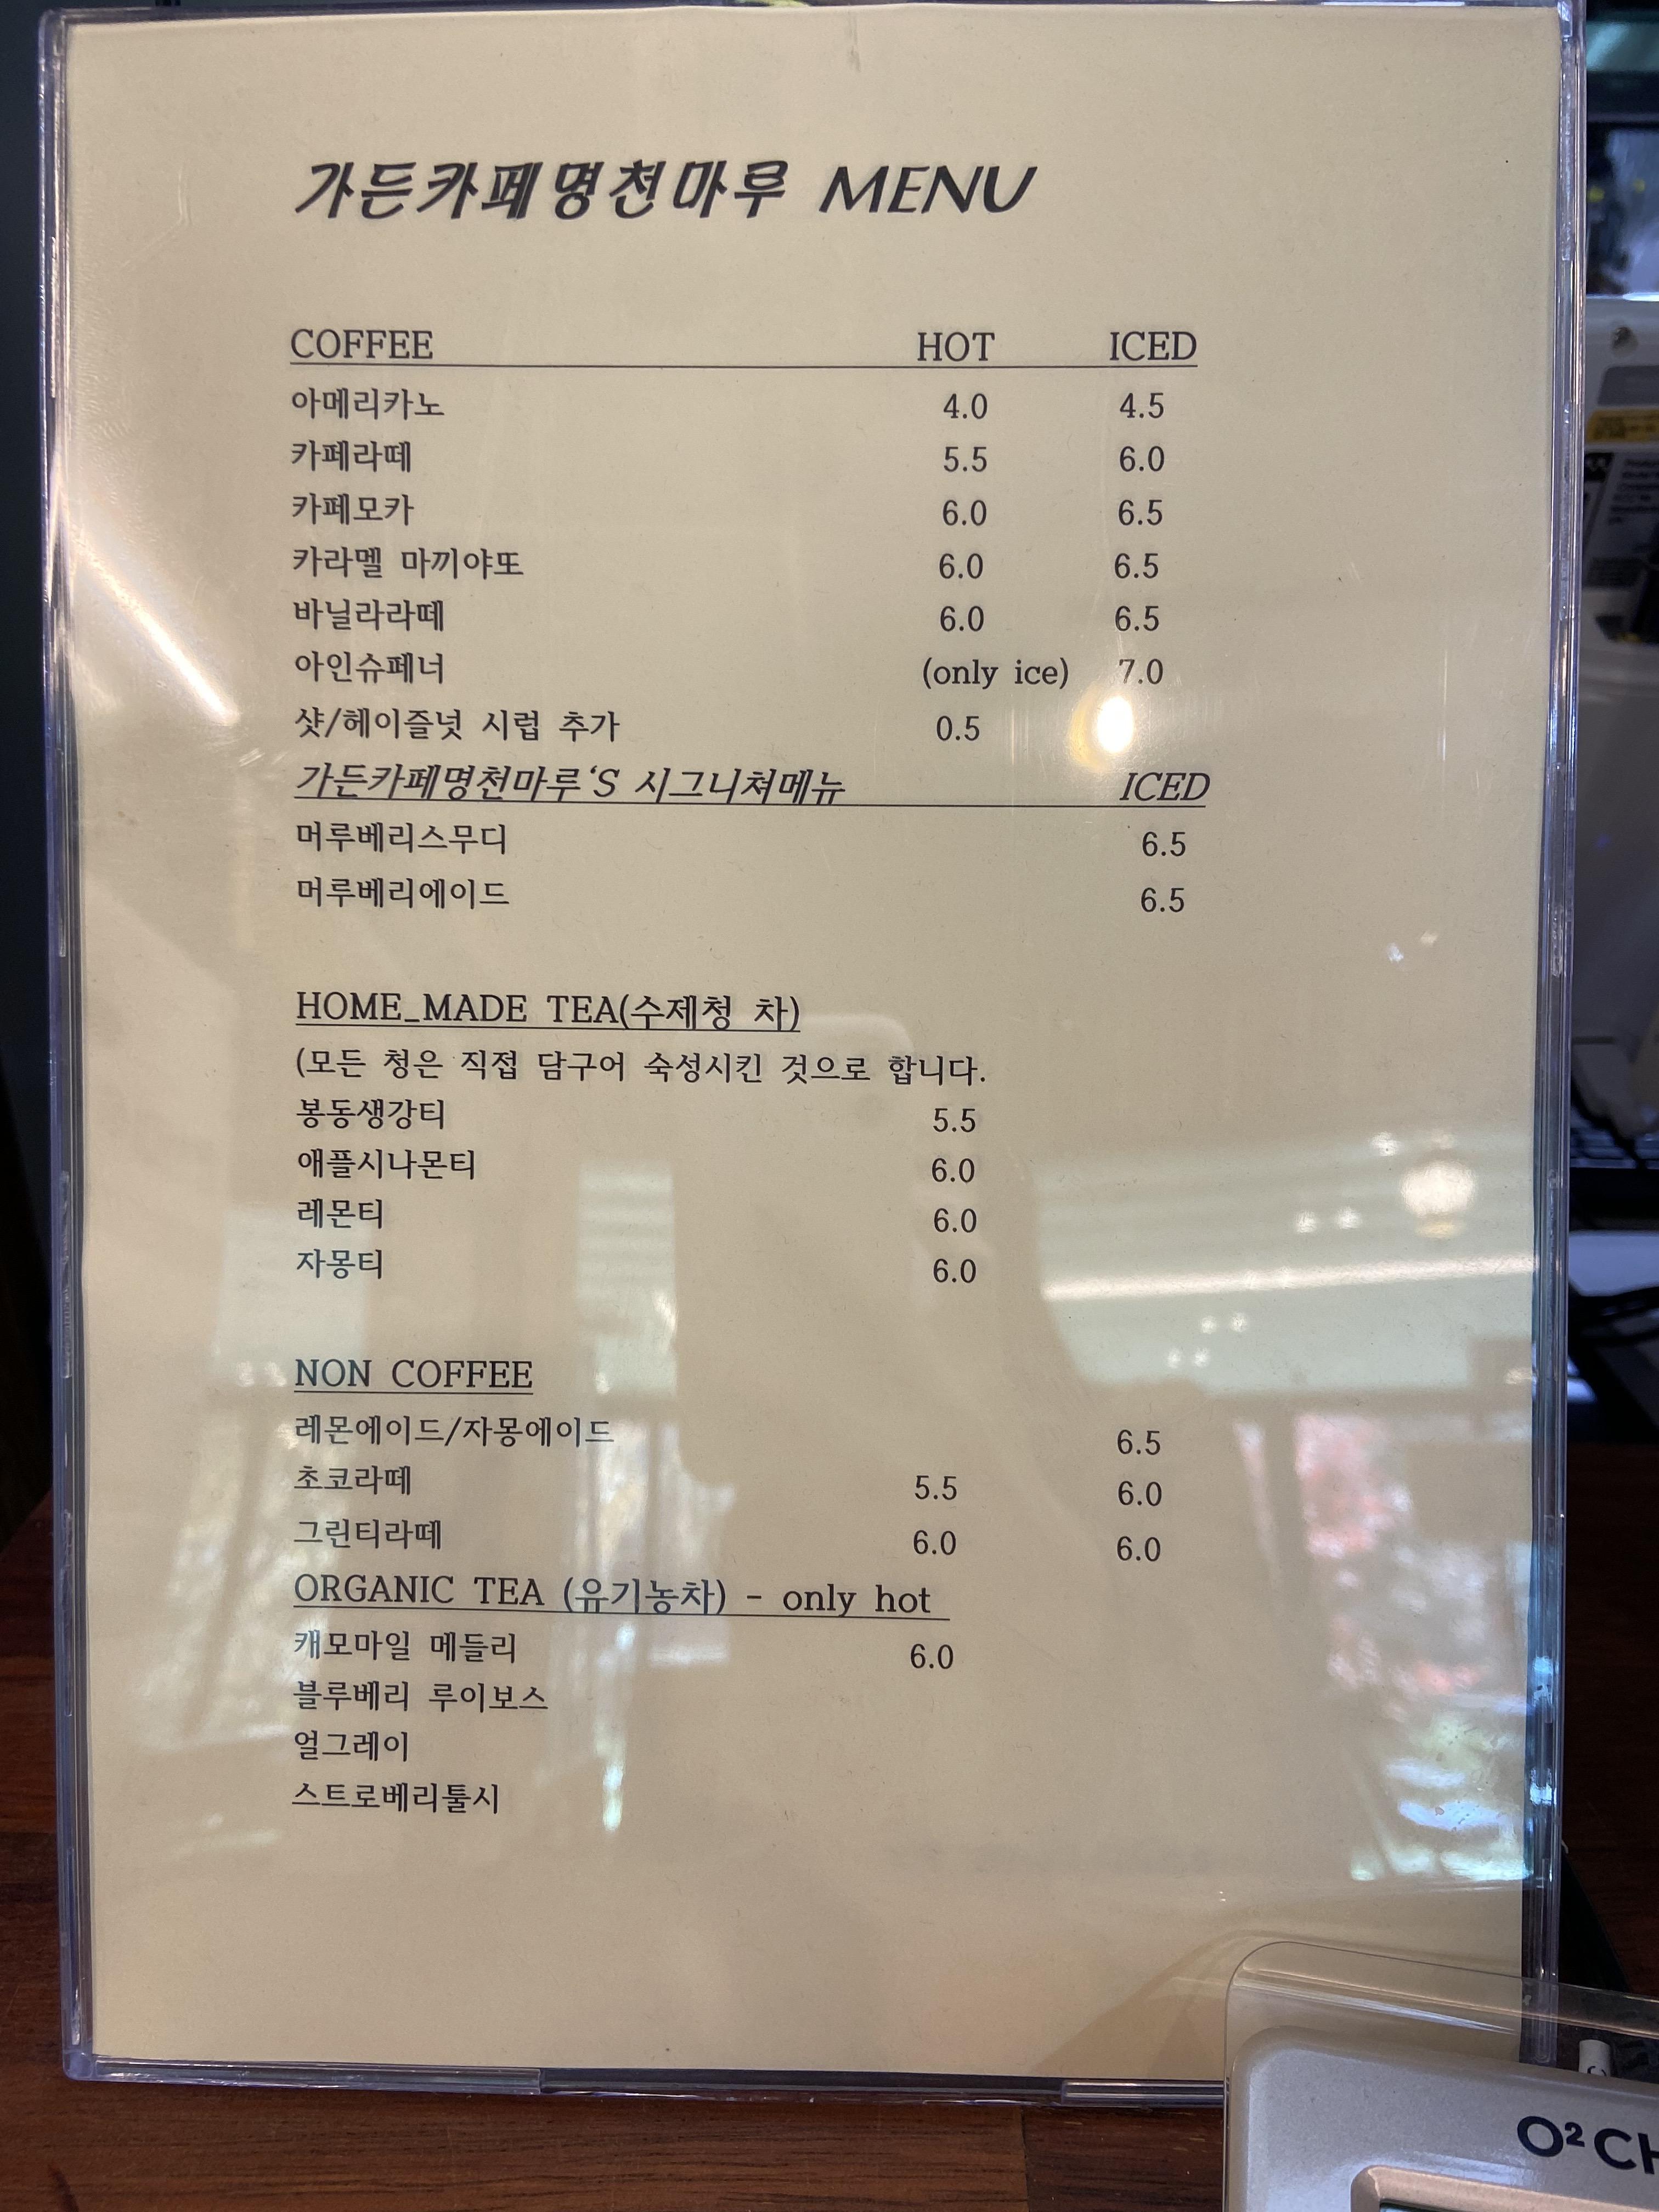 가든카페명천마루 MENU
COFFEE HOT ICED
아메리카노 4.0 4.5
카페라떼 5.5 6.0
카페모카 6.0 6.5
카라멜 마끼야또 6.0 6.5
바닐라라떼 6.0 6.5
아인슈페너 (only ice) 7.0
샷/헤이즐넛 시럽 추가 0.5
가든카페명천마루‘S 시그니쳐메뉴 ICED
머루베리스무디 6.5
머루베리에이드 6.5
HOME_MADE TEA(수제청 차)
(모든 청은 직접 담구어 숙성시킨 것으로 합니다.
봉동생강티 5.5
애플시나몬티 6.0
레몬티 6.0
자몽티 6.0
NON COFFEE
레몬에이드/자몽에이드 6.5
초코라떼 5.5 6.0
그린티라떼 6.0 6.0
ORGANIC TEA (유기농차) - only hot
캐모마일 메들리 6.0
블루베리 루이보스
얼그레이
스트로베리툴시
O²CH